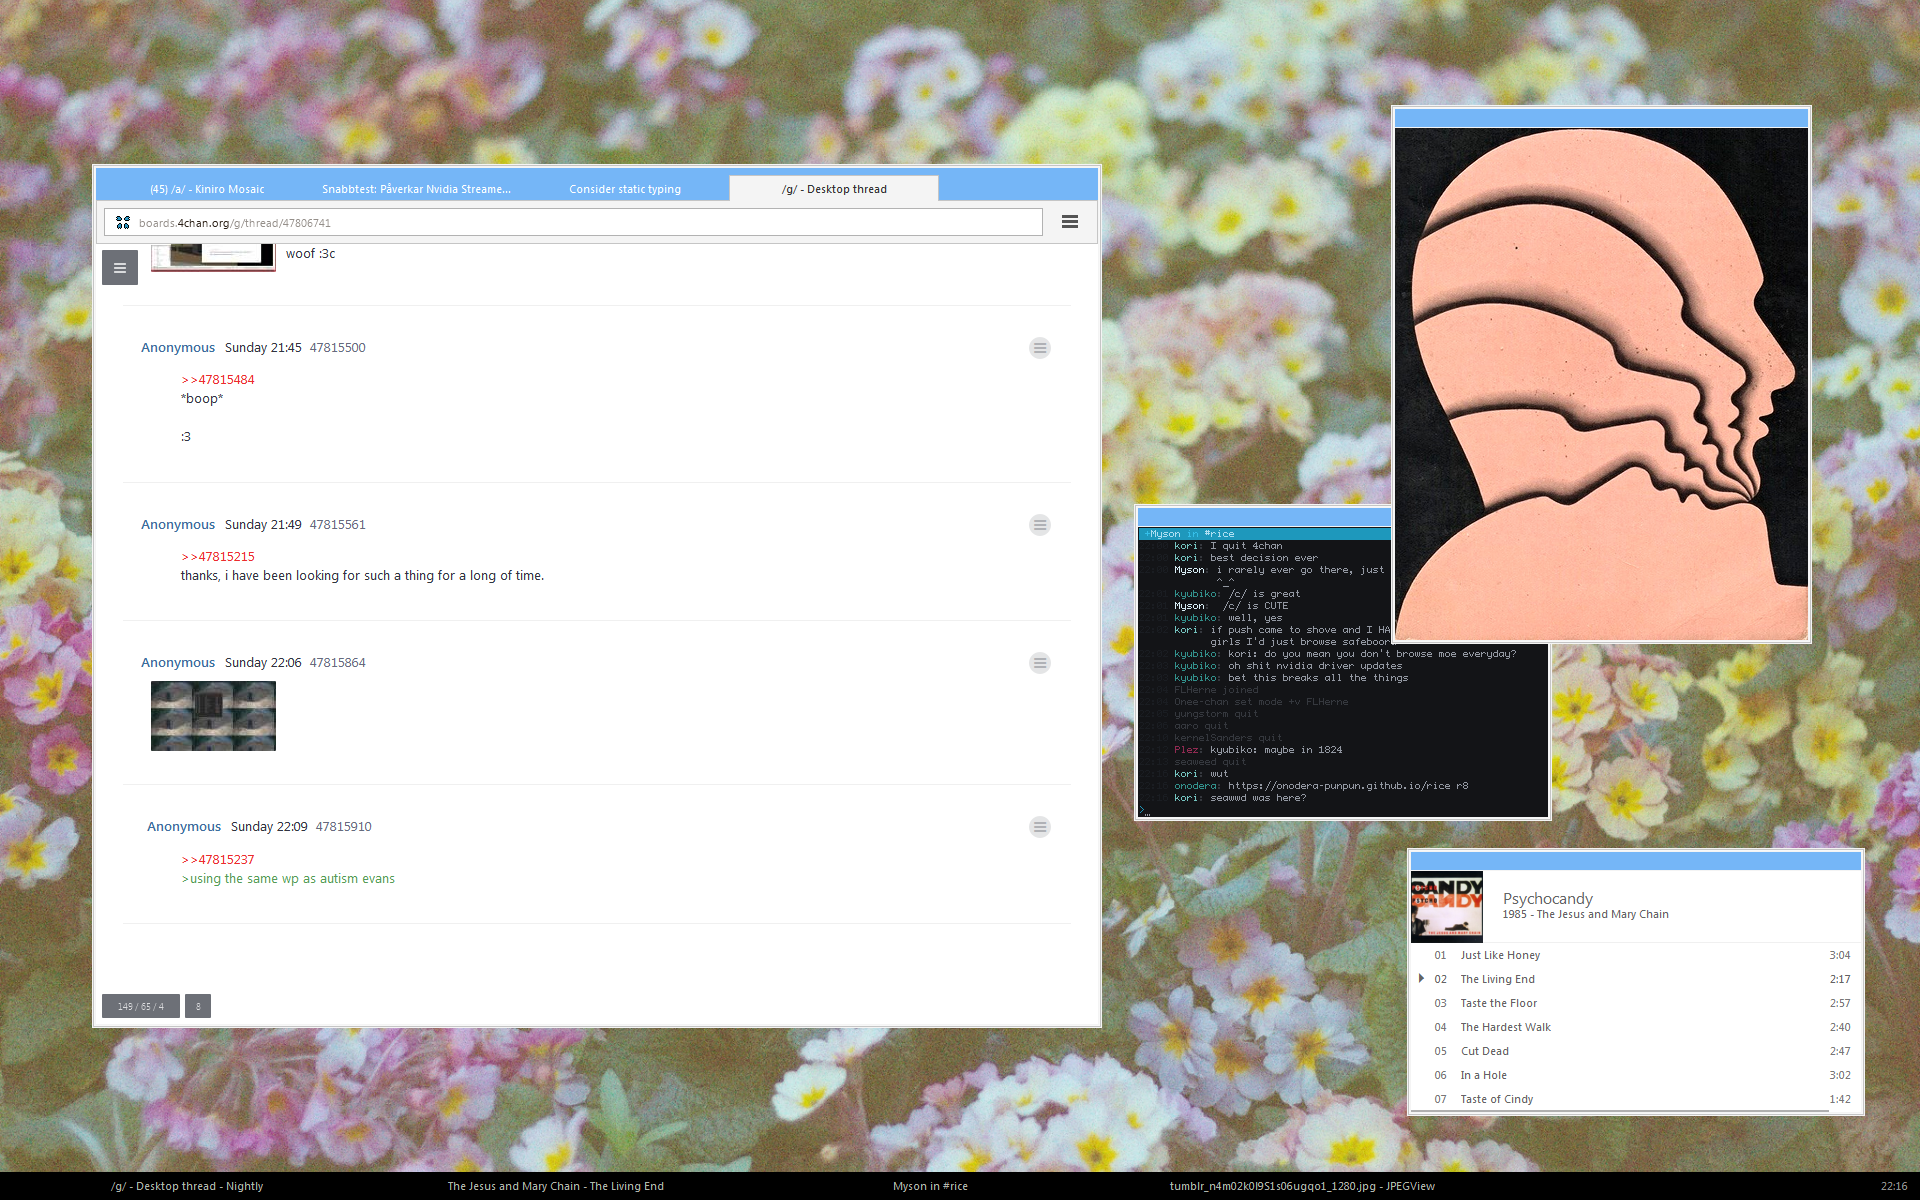 (45) /a/ - Kiniro Mosaic
Snabbtest: Påverkar Nvidia Streame...
Consider static typing
/g/ - Desktop thread
boards.4chan.org/g/thread/47806741
woof :3c
Anonymous Sunday 21:45 47815500
>>47815484
*boop*
:3
Anonymous Sunday 21:49 47815561
>>47815215
thanks, i have been looking for such a thing for a long of time.
Anonymous Sunday 22:06 47815864
Anonymous Sunday 22:09 47815910
>>47815237
>using the same wp as autism evans
149 / 65 / 4
8
+Myson in #rice
kori: I quit 4chan
kori: best decision ever
Myson: i rarely ever go there, just
^_^
kyubiko: /c/ is great
Myson: /c/ is CUTE
kyubiko: well, yes
kori: if push came to shove and I HA
girls I'd just browse safeboor
kyubiko: kori: do you mean you don't browse moe everyday?
kyubiko: oh shit nvidia driver updates
kyubiko: bet this breaks all the things
FLHerne joined
Onee-chan set mode +v FLHerne
yungstorm quit
aaro quit
kernelSanders quit
Plez: kyubiko: maybe in 1824
seaweed quit
kori: wut
onodera: https://onodera-punpun.github.io/rice r8
kori: seawwd was here?
>
CANDY
PSYCHO
CANDY
Psychocandy
1985 - The Jesus and Mary Chain
01 Just Like Honey 3:04
02 The Living End 2:17
03 Taste the Floor 2:57
04 The Hardest Walk 2:40
05 Cut Dead 2:47
06 In a Hole 3:02
07 Taste of Cindy 1:42
/g/ - Desktop thread - Nightly
The Jesus and Mary Chain - The Living End
Myson in #rice
tumblr_n4m02k0l9S1s06ugqo1_1280.jpg - JPEGView
22:16